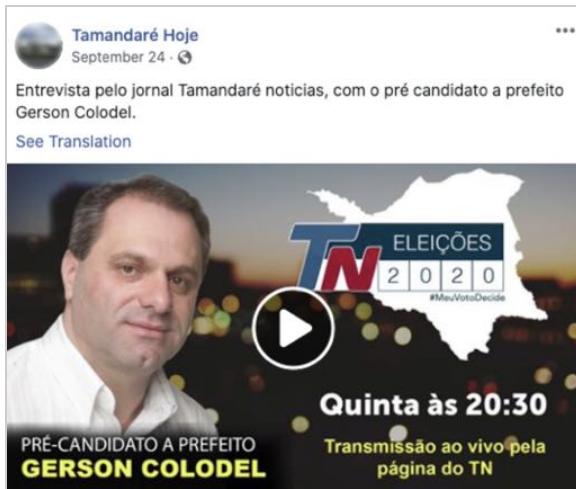 Tamandaré Hoje
September 24 ·
Entrevista pelo jornal Tamandaré noticias, com o pré candidato a prefeito
Gerson Colodel.
See Translation
TN ELEIÇÕES
2020
#MeuVotoDecide
Quinta às 20:30
PRÉ-CANDIDATO A PREFEITO
GERSON COLODEL
Transmissão ao vivo pela
página do TN